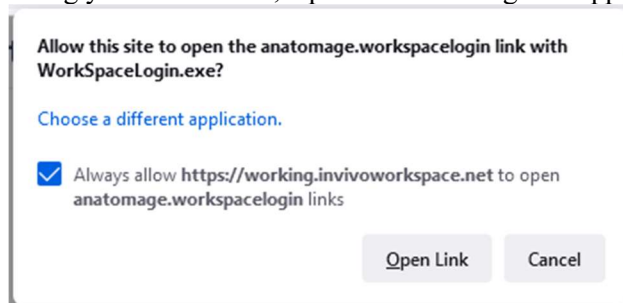 Allow this site to open the anatomage.workspacelogin link with
WorkSpaceLogin.exe?
Choose a different application.
Always allow https://working.invivoworkspace.net to open
anatomage.workspacelogin links
Open Link
Cancel